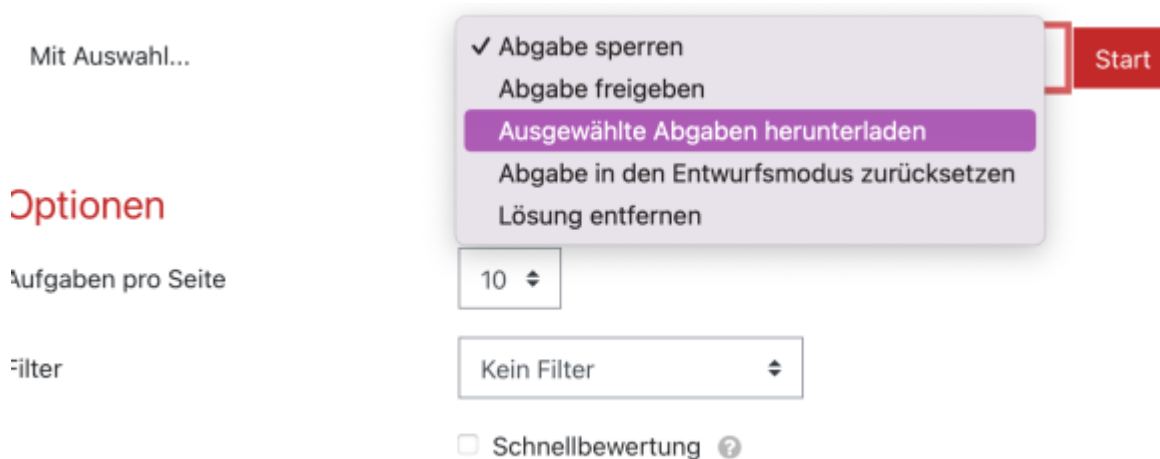 Mit Auswahl...
✓ Abgabe sperren
Abgabe freigeben
Ausgewählte Abgaben herunterladen
Abgabe in den Entwurfsmodus zurücksetzen
Lösung entfernen
Start
Optionen
Aufgaben pro Seite
10
Filter
Kein Filter
Schnellbewertung ?